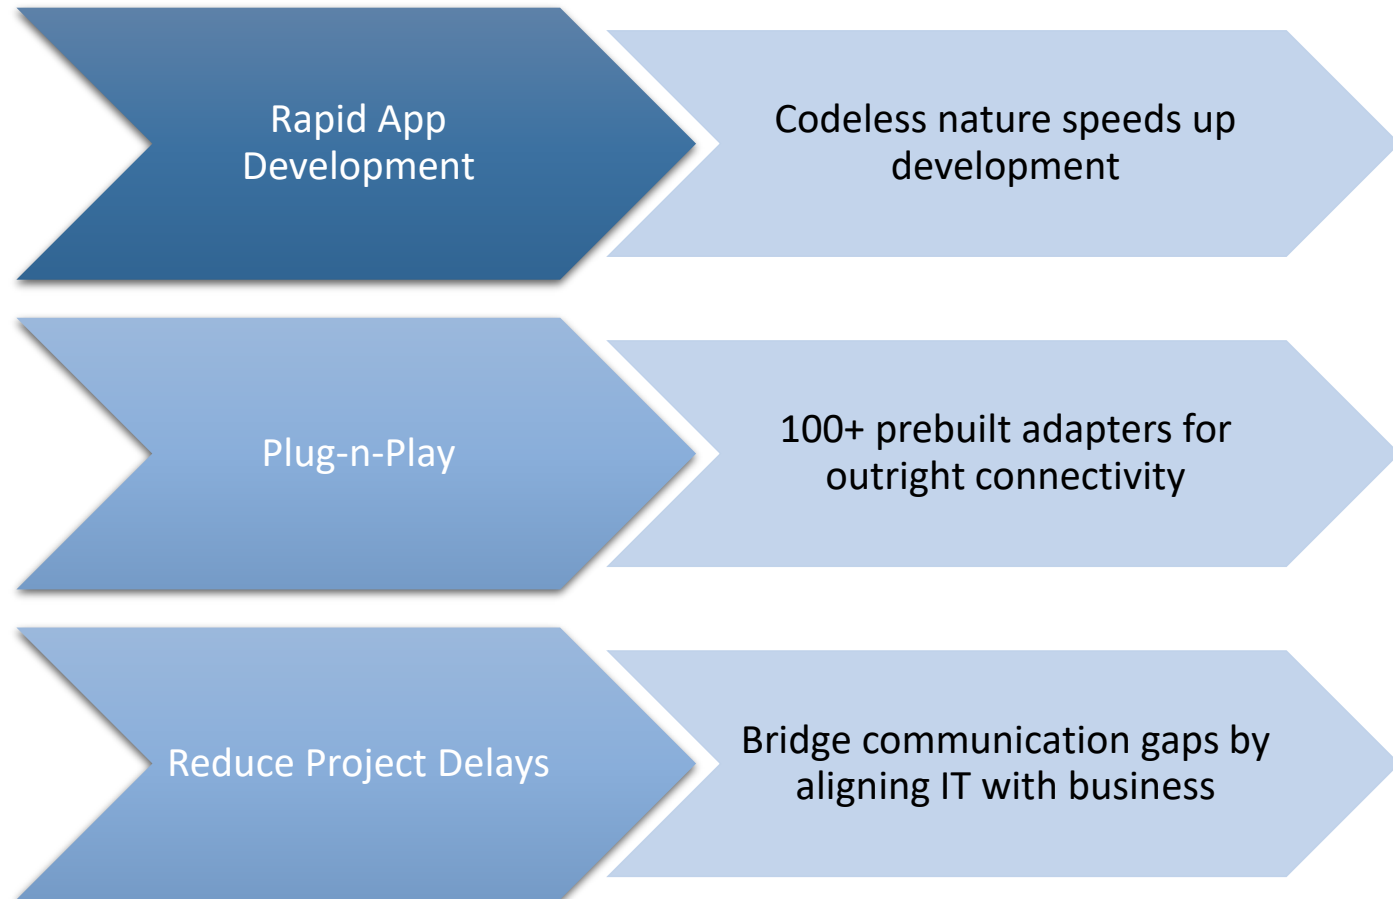 Rapid App
Development
Codeless nature speeds up
development
Plug-n-Play
100+ prebuilt adapters for
outright connectivity
Reduce Project Delays
Bridge communication gaps by
aligning IT with business